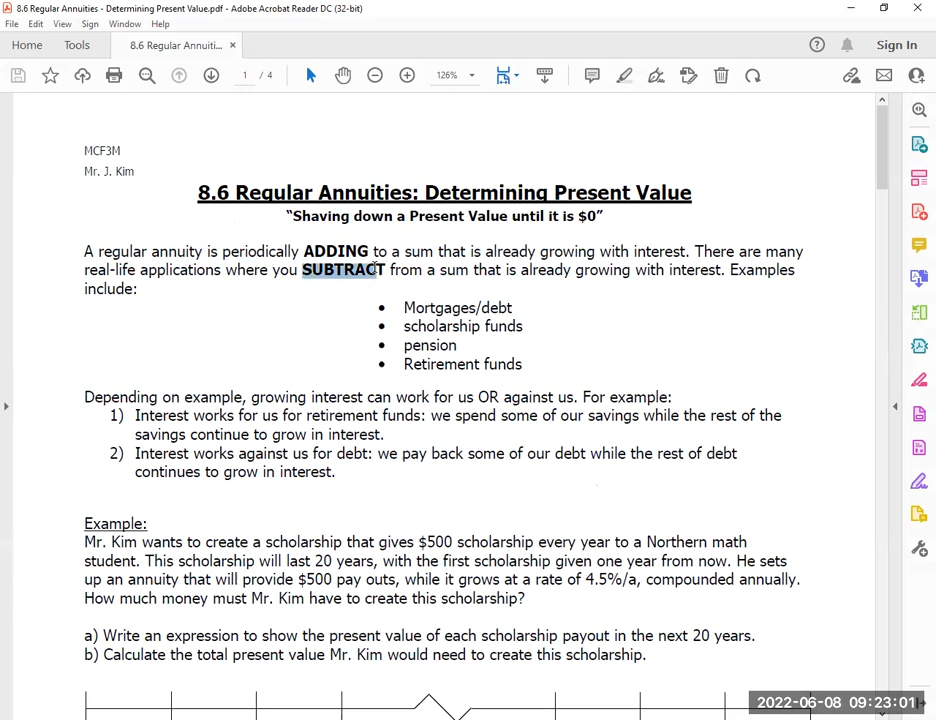 8.6 Regular Annuities - Determining Present Value.pdf - Adobe Acrobat Reader DC (32-bit)
File Edit View Sign Window Help
Home Tools 8.6 Regular Annuiti... × Sign In
1 / 4 126%
MCF3M
Mr. J. Kim
8.6 Regular Annuities: Determining Present Value
“Shaving down a Present Value until it is $0”
A regular annuity is periodically ADDING to a sum that is already growing with interest. There are many
real-life applications where you SUBTRACT from a sum that is already growing with interest. Examples
include:
• Mortgages/debt
• scholarship funds
• pension
• Retirement funds
Depending on example, growing interest can work for us OR against us. For example:
1) Interest works for us for retirement funds: we spend some of our savings while the rest of the
savings continue to grow in interest.
2) Interest works against us for debt: we pay back some of our debt while the rest of debt
continues to grow in interest.
Example:
Mr. Kim wants to create a scholarship that gives $500 scholarship every year to a Northern math
student. This scholarship will last 20 years, with the first scholarship given one year from now. He sets
up an annuity that will provide $500 pay outs, while it grows at a rate of 4.5%/a, compounded annually.
How much money must Mr. Kim have to create this scholarship?
a) Write an expression to show the present value of each scholarship payout in the next 20 years.
b) Calculate the total present value Mr. Kim would need to create this scholarship.
2022-06-08 09:23:01